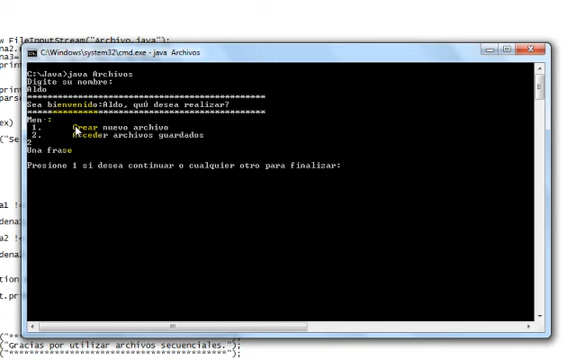 w FileInputStream("Archivo.java");
C:\Windows\system32\cmd.exe - java Archivos
C:\Java>java Archivos
Digite su nombre:
Aldo
Sea bienvenido:Aldo, quÚ desea realizar?
Men·:
1. Crear nuevo archivo
2. Acceder archivos guardados
2
Una frase
Presione 1 si desea continuar o cualquier otro para finalizar:
("Gracias por utilizar archivos secuenciales.");